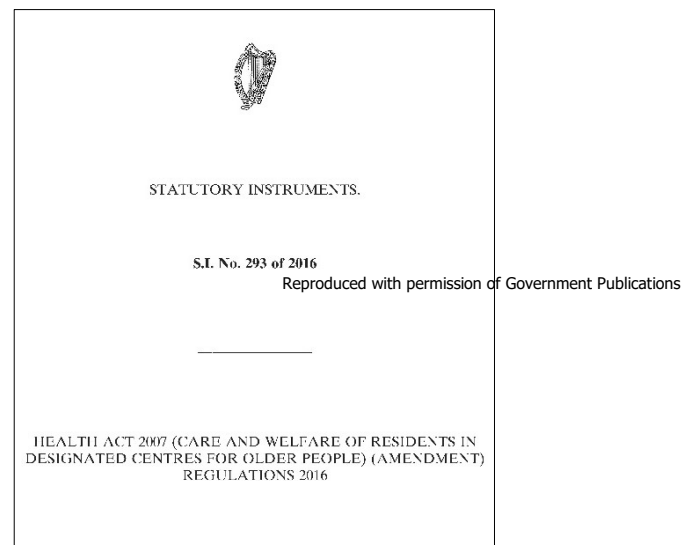 STATUTORY INSTRUMENTS.
S.I. No. 293 of 2016
Reproduced with permission of Government Publications
HEALTH ACT 2007 (CARE AND WELFARE OF RESIDENTS IN
DESIGNATED CENTRES FOR OLDER PEOPLE) (AMENDMENT)
REGULATIONS 2016